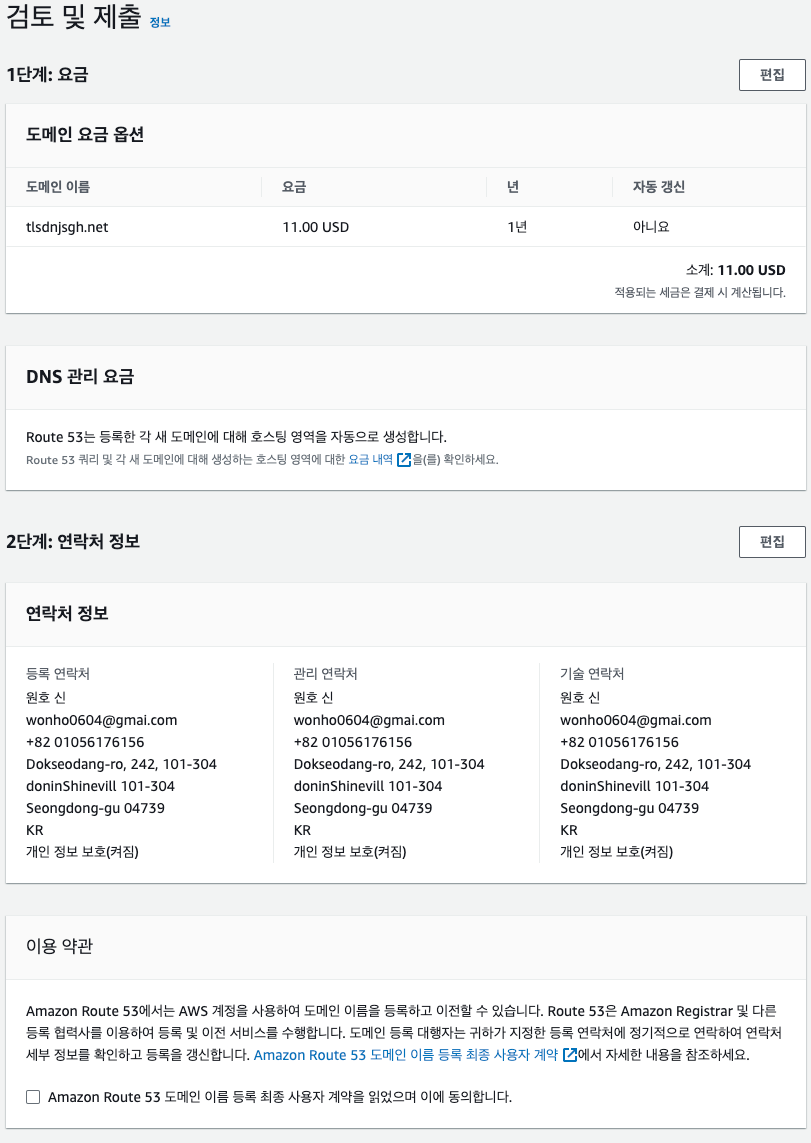 검토 및 제출 정보
1단계: 요금
편집
도메인 요금 옵션
도메인 이름 요금 년 자동 갱신
tlsdnjsgh.net 11.00 USD 1년 아니요
소계: 11.00 USD
적용되는 세금은 결제 시 계산됩니다.
DNS 관리 요금
Route 53는 등록한 각 새 도메인에 대해 호스팅 영역을 자동으로 생성합니다.
Route 53 쿼리 및 각 새 도메인에 대해 생성하는 호스팅 영역에 대한 요금 내역 을(를) 확인하세요.
2단계: 연락처 정보
편집
연락처 정보
등록 연락처
원호 신
wonho0604@gmai.com
+82 01056176156
Dokseodang-ro, 242, 101-304
doninShinevill 101-304
Seongdong-gu 04739
KR
개인 정보 보호(켜짐)
관리 연락처
원호 신
wonho0604@gmai.com
+82 01056176156
Dokseodang-ro, 242, 101-304
doninShinevill 101-304
Seongdong-gu 04739
KR
개인 정보 보호(켜짐)
기술 연락처
원호 신
wonho0604@gmai.com
+82 01056176156
Dokseodang-ro, 242, 101-304
doninShinevill 101-304
Seongdong-gu 04739
KR
개인 정보 보호(켜짐)
이용 약관
Amazon Route 53에서는 AWS 계정을 사용하여 도메인 이름을 등록하고 이전할 수 있습니다. Route 53은 Amazon Registrar 및 다른
등록 협력사를 이용하여 등록 및 이전 서비스를 수행합니다. 도메인 등록 대행자는 귀하가 지정한 등록 연락처에 정기적으로 연락하여 연락처
세부 정보를 확인하고 등록을 갱신합니다. Amazon Route 53 도메인 이름 등록 최종 사용자 계약 에서 자세한 내용을 참조하세요.
Amazon Route 53 도메인 이름 등록 최종 사용자 계약을 읽었으며 이에 동의합니다.